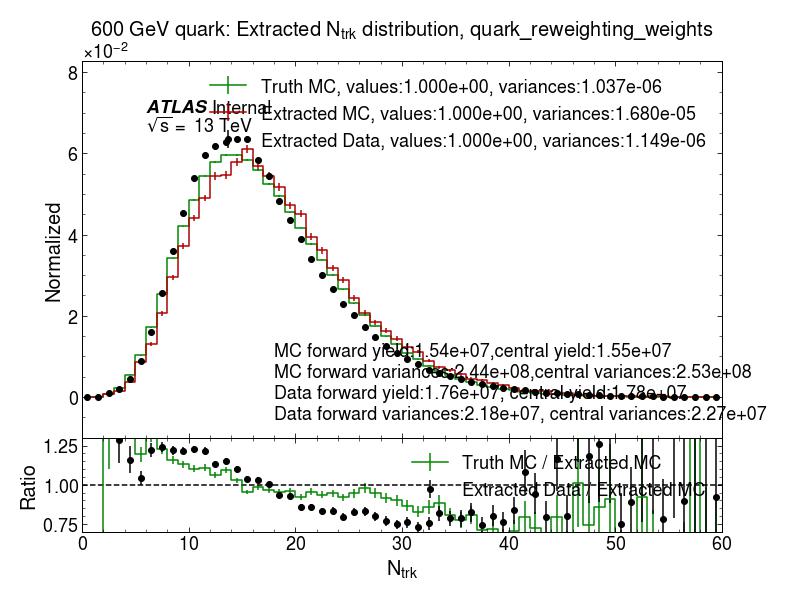 600 GeV quark: Extracted N_trk distribution, quark_reweighting_weights
×10⁻²
Truth MC, values:1.000e+00, variances:1.037e-06
ATLAS Internal
Extracted MC, values:1.000e+00, variances:1.680e-05
√s = 13 TeV
Extracted Data, values:1.000e+00, variances:1.149e-06
8
6
4
2
0
Normalized
MC forward yield:1.54e+07,central yield:1.55e+07
MC forward variances:2.44e+08,central variances:2.53e+08
Data forward yield:1.76e+07, central yield:1.78e+07
Data forward variances:2.18e+07, central variances:2.27e+07
1.25
1.00
0.75
Ratio
Truth MC / Extracted MC
Extracted Data / Extracted MC
0 10 20 30 40 50 60
N_trk